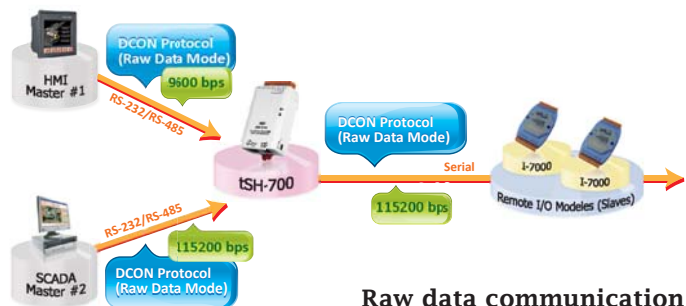 DCON Protocol
(Raw Data Mode)
9600 bps
HMI
Master #1
RS-232/RS-485
DCON Protocol
(Raw Data Mode)
tSH-700
Serial
115200 bps
I-7000
I-7000
Remote I/O Modeles (Slaves)
RS-232/RS-485
115200 bps
DCON Protocol
(Raw Data Mode)
SCADA
Master #2
Raw data communication